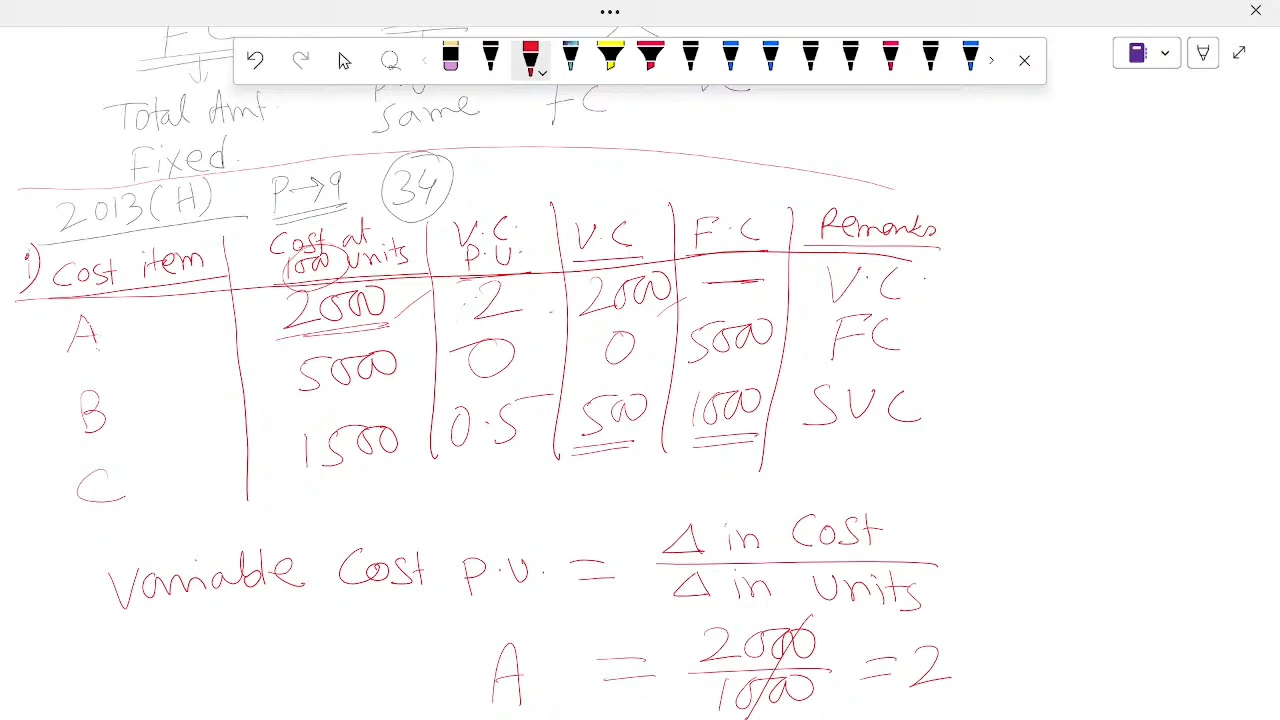 FC
Total Amt. same FC
Fixed.
2013(H) P→9 34
i) Cost item Cost at 1000 units V.C. P.U. V.C F.C Remarks
A 2000 2 2000 — V.C.
B 5000 0 0 5000 FC
C 1500 0.5 500 1000 SVC
Variable Cost p.u. = Δ in Cost / Δ in units
A = 2000 / 1000 = 2